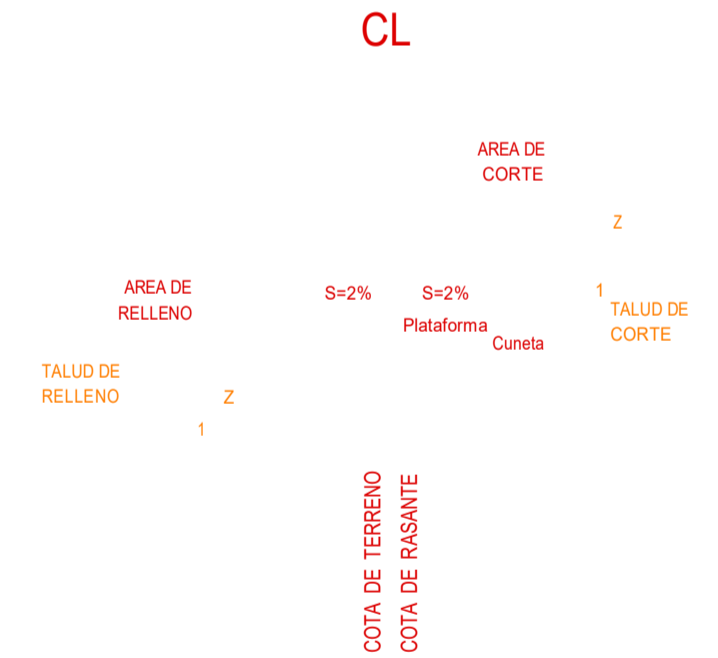 CL
AREA DE
CORTE
Z
AREA DE
RELLENO
S=2%
S=2%
1
TALUD DE
CORTE
Plataforma
Cuneta
TALUD DE
RELLENO
Z
1
COTA DE TERRENO
COTA DE RASANTE